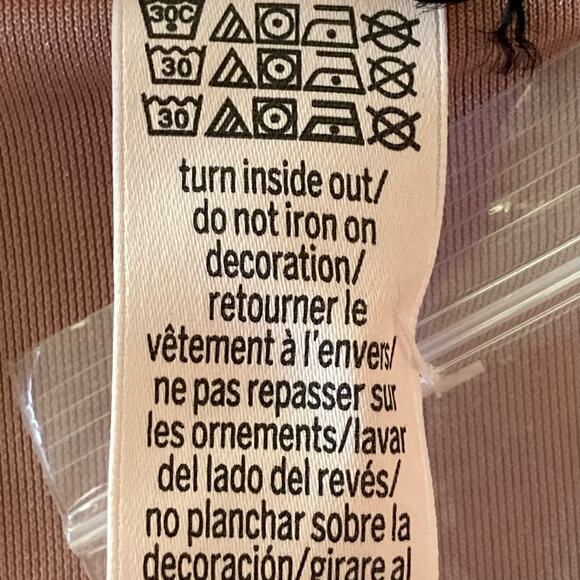 30C
30
30
turn inside out/
do not iron on
decoration/
retourner le
vêtement à l'envers/
ne pas repasser sur
les ornements/lavar
del lado del revés/
no planchar sobre la
decoración/girare al